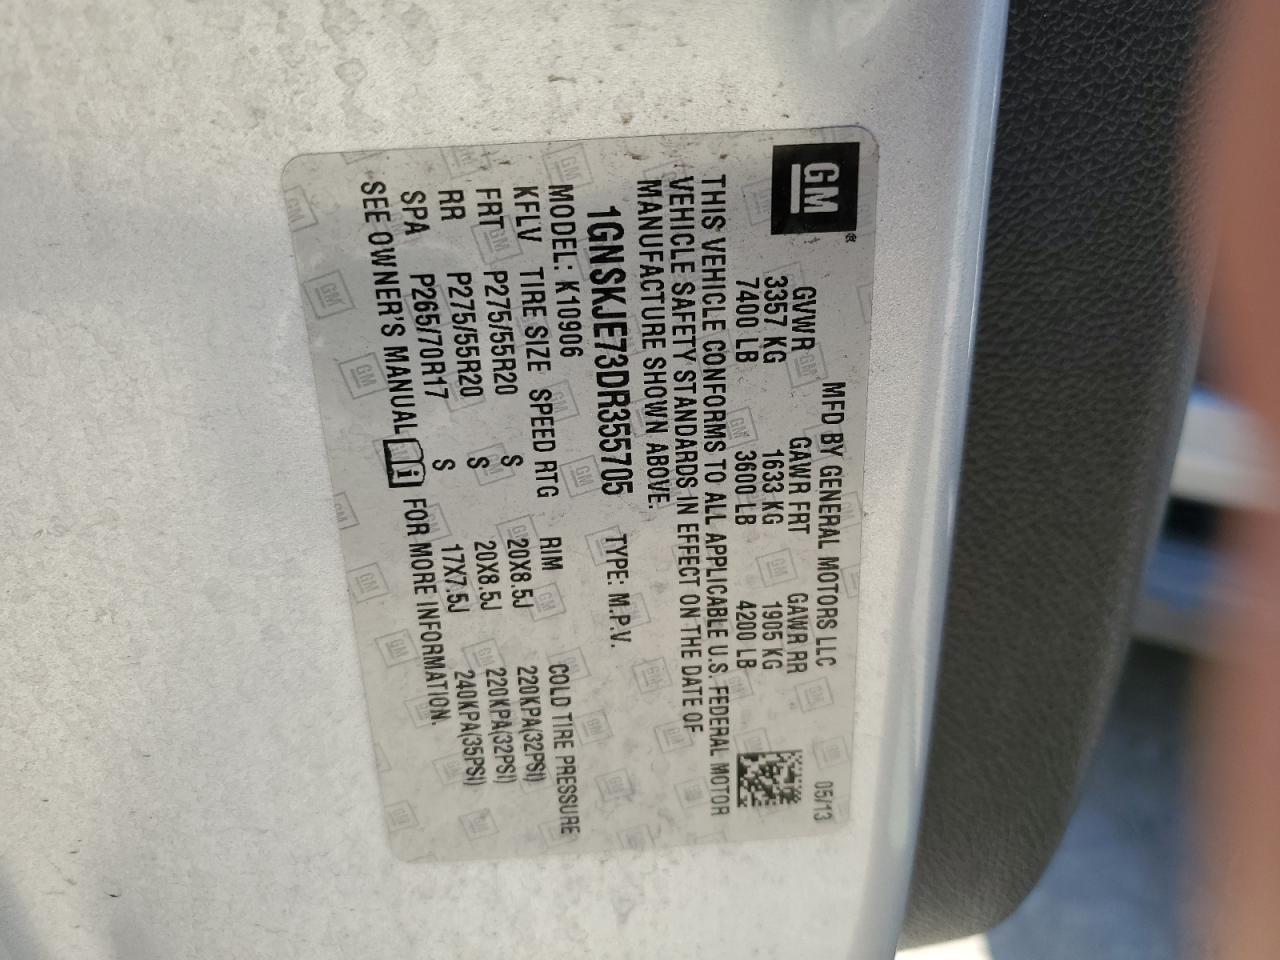 GM®
MFD BY GENERAL MOTORS LLC 05/13
GVWR GAWR FRT GAWR RR
3357 KG 1633 KG 1905 KG
7400 LB 3600 LB 4200 LB
THIS VEHICLE CONFORMS TO ALL APPLICABLE U.S. FEDERAL MOTOR
VEHICLE SAFETY STANDARDS IN EFFECT ON THE DATE OF
MANUFACTURE SHOWN ABOVE.
1GNSKJE73DR355705 TYPE: M.P.V.
MODEL: K10906
KFLV TIRE SIZE SPEED RTG RIM COLD TIRE PRESSURE
FRT P275/55R20 S 20X8.5J 220KPA(32PSI)
RR P275/55R20 S 20X8.5J 220KPA(32PSI)
SPA P265/70R17 S 17X7.5J 240KPA(35PSI)
SEE OWNER'S MANUAL i FOR MORE INFORMATION.